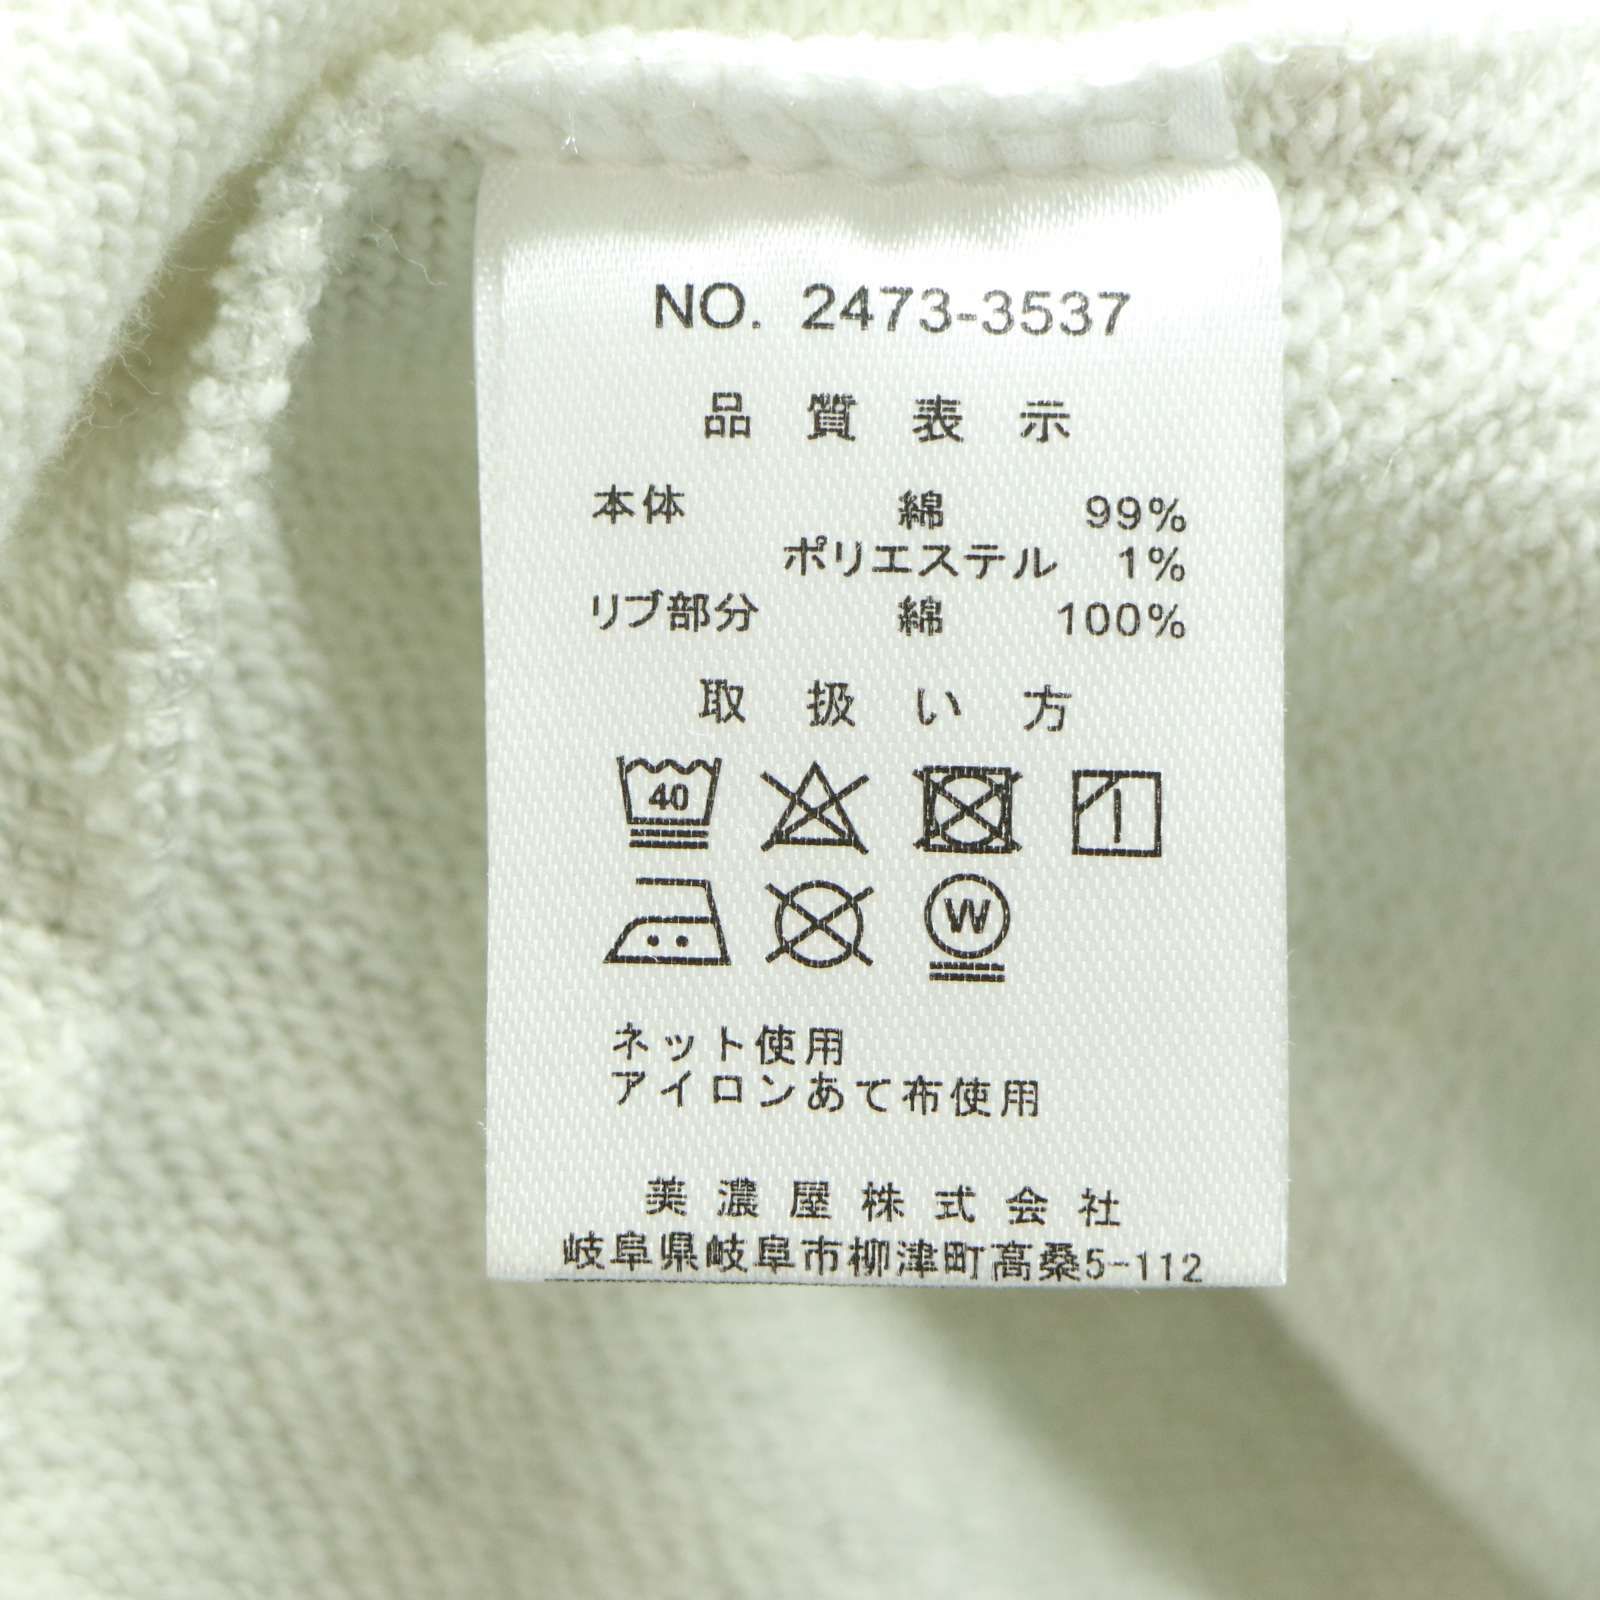 NO. 2473-3537
品質表示
本体 綿 99%
ポリエステル 1%
リブ部分 綿 100%
取扱い方
40
W
ネット使用
アイロンあて布使用
美濃屋株式会社
岐阜県岐阜市柳津町高桑5-112